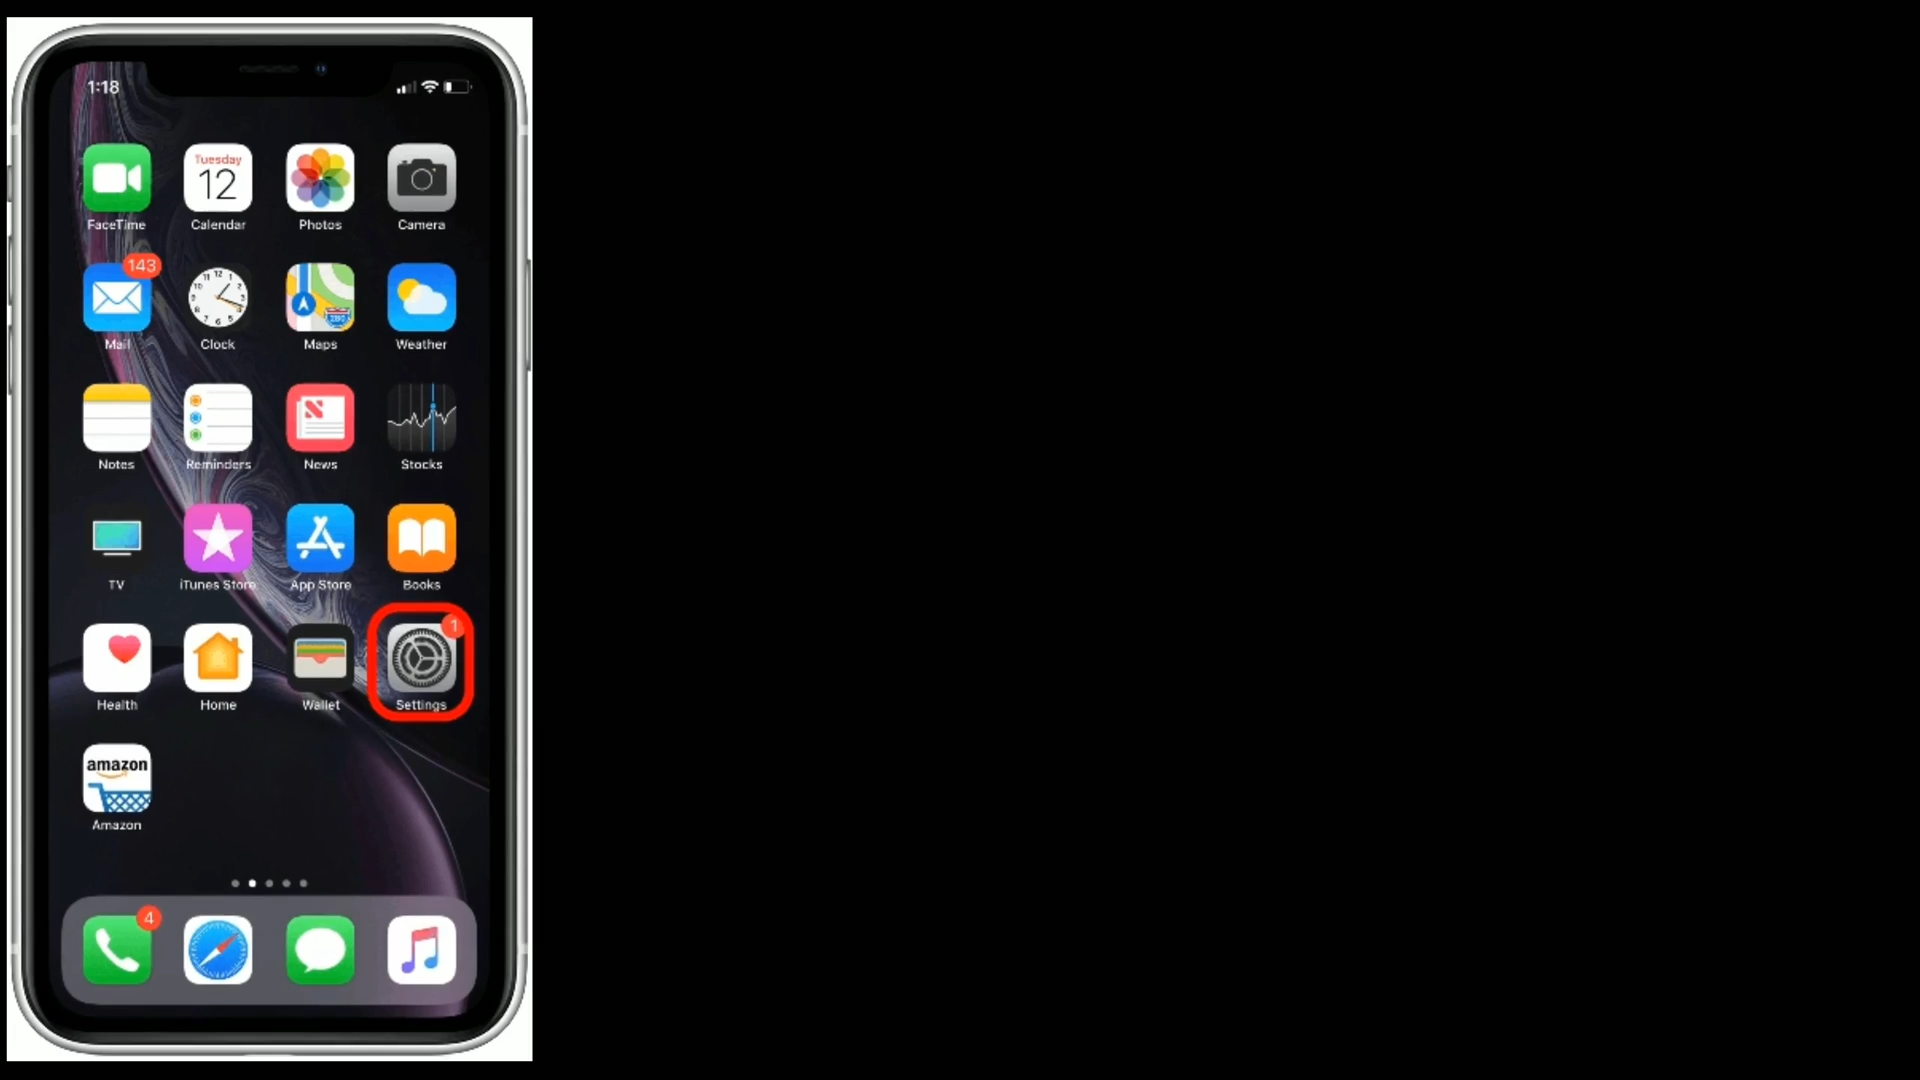 1:18
Tuesday
12
FaceTime Calendar Photos Camera
143
Mail Clock Maps Weather
Notes Reminders News Stocks
TV iTunes Store App Store Books
1
Health Home Wallet Settings
amazon
Amazon
4